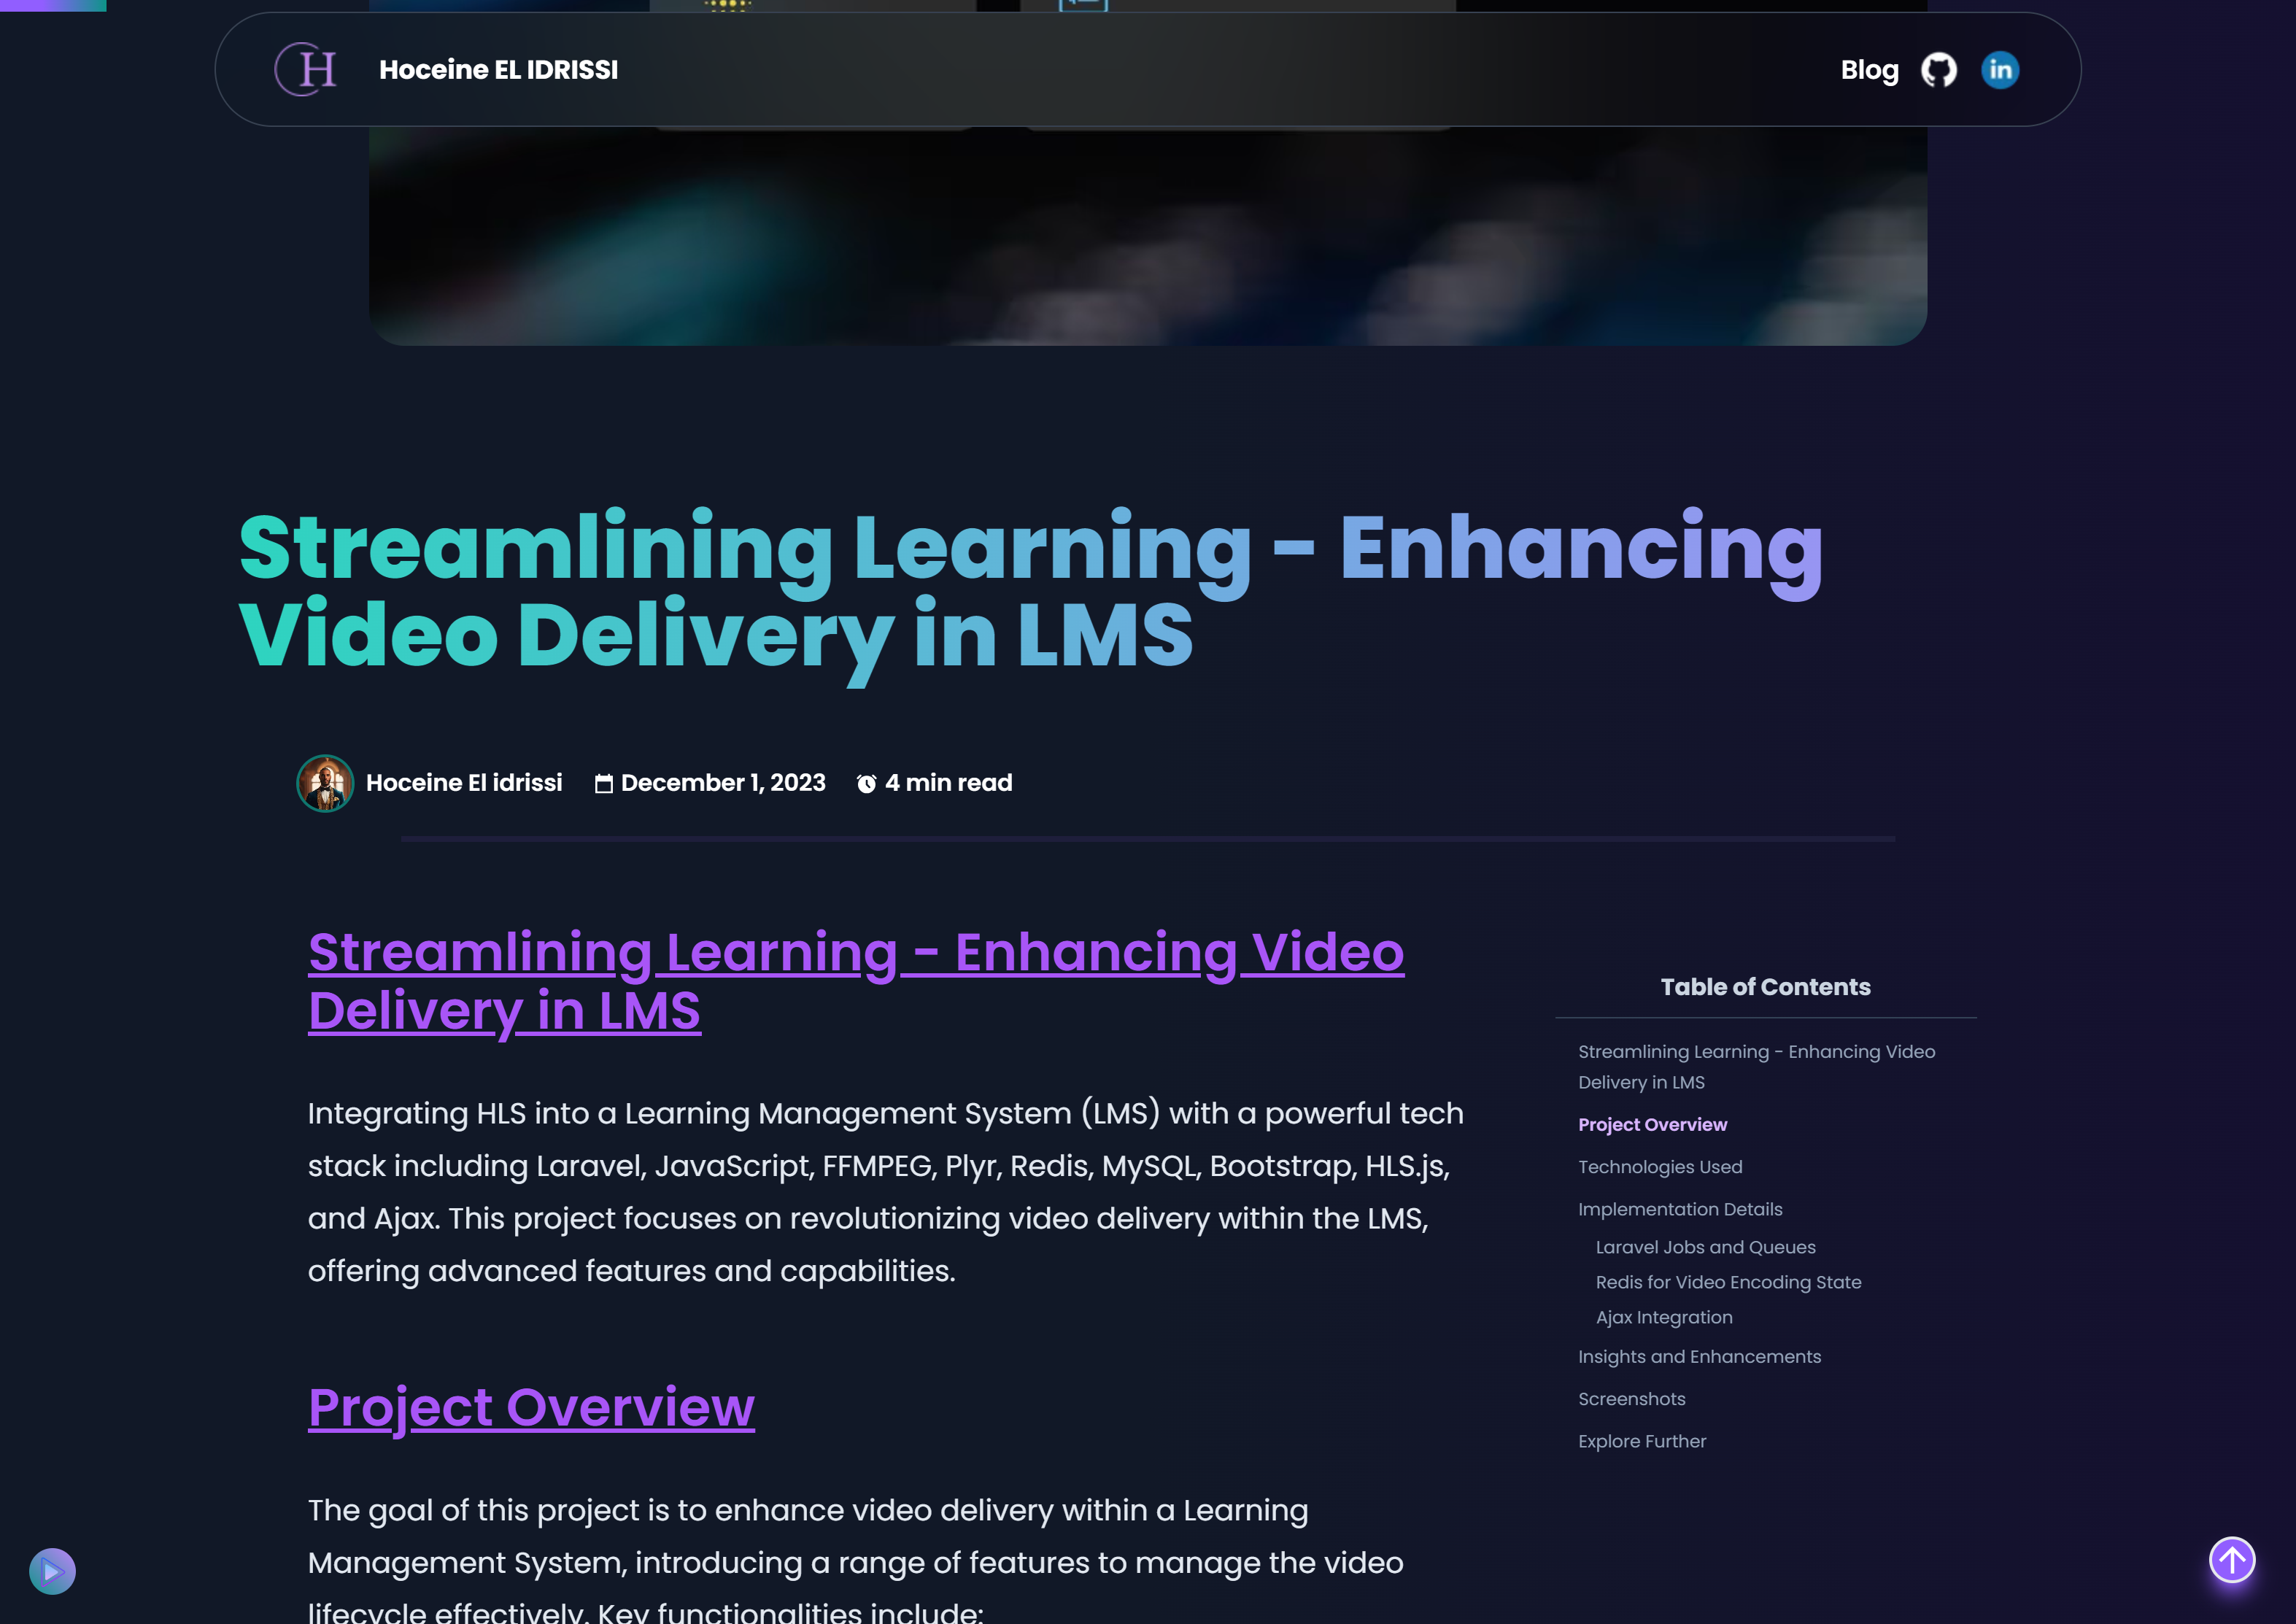 H
Hoceine EL IDRISSI
Blog
in
Streamlining Learning - Enhancing
Video Delivery in LMS
Hoceine El idrissi
December 1, 2023
4 min read
Streamlining Learning - Enhancing Video
Delivery in LMS
Integrating HLS into a Learning Management System (LMS) with a powerful tech
stack including Laravel, JavaScript, FFMPEG, Plyr, Redis, MySQL, Bootstrap, HLS.js,
and Ajax. This project focuses on revolutionizing video delivery within the LMS,
offering advanced features and capabilities.
Project Overview
The goal of this project is to enhance video delivery within a Learning
Management System, introducing a range of features to manage the video
lifecycle effectively. Key functionalities include:
Table of Contents
Streamlining Learning - Enhancing Video
Delivery in LMS
Project Overview
Technologies Used
Implementation Details
Laravel Jobs and Queues
Redis for Video Encoding State
Ajax Integration
Insights and Enhancements
Screenshots
Explore Further